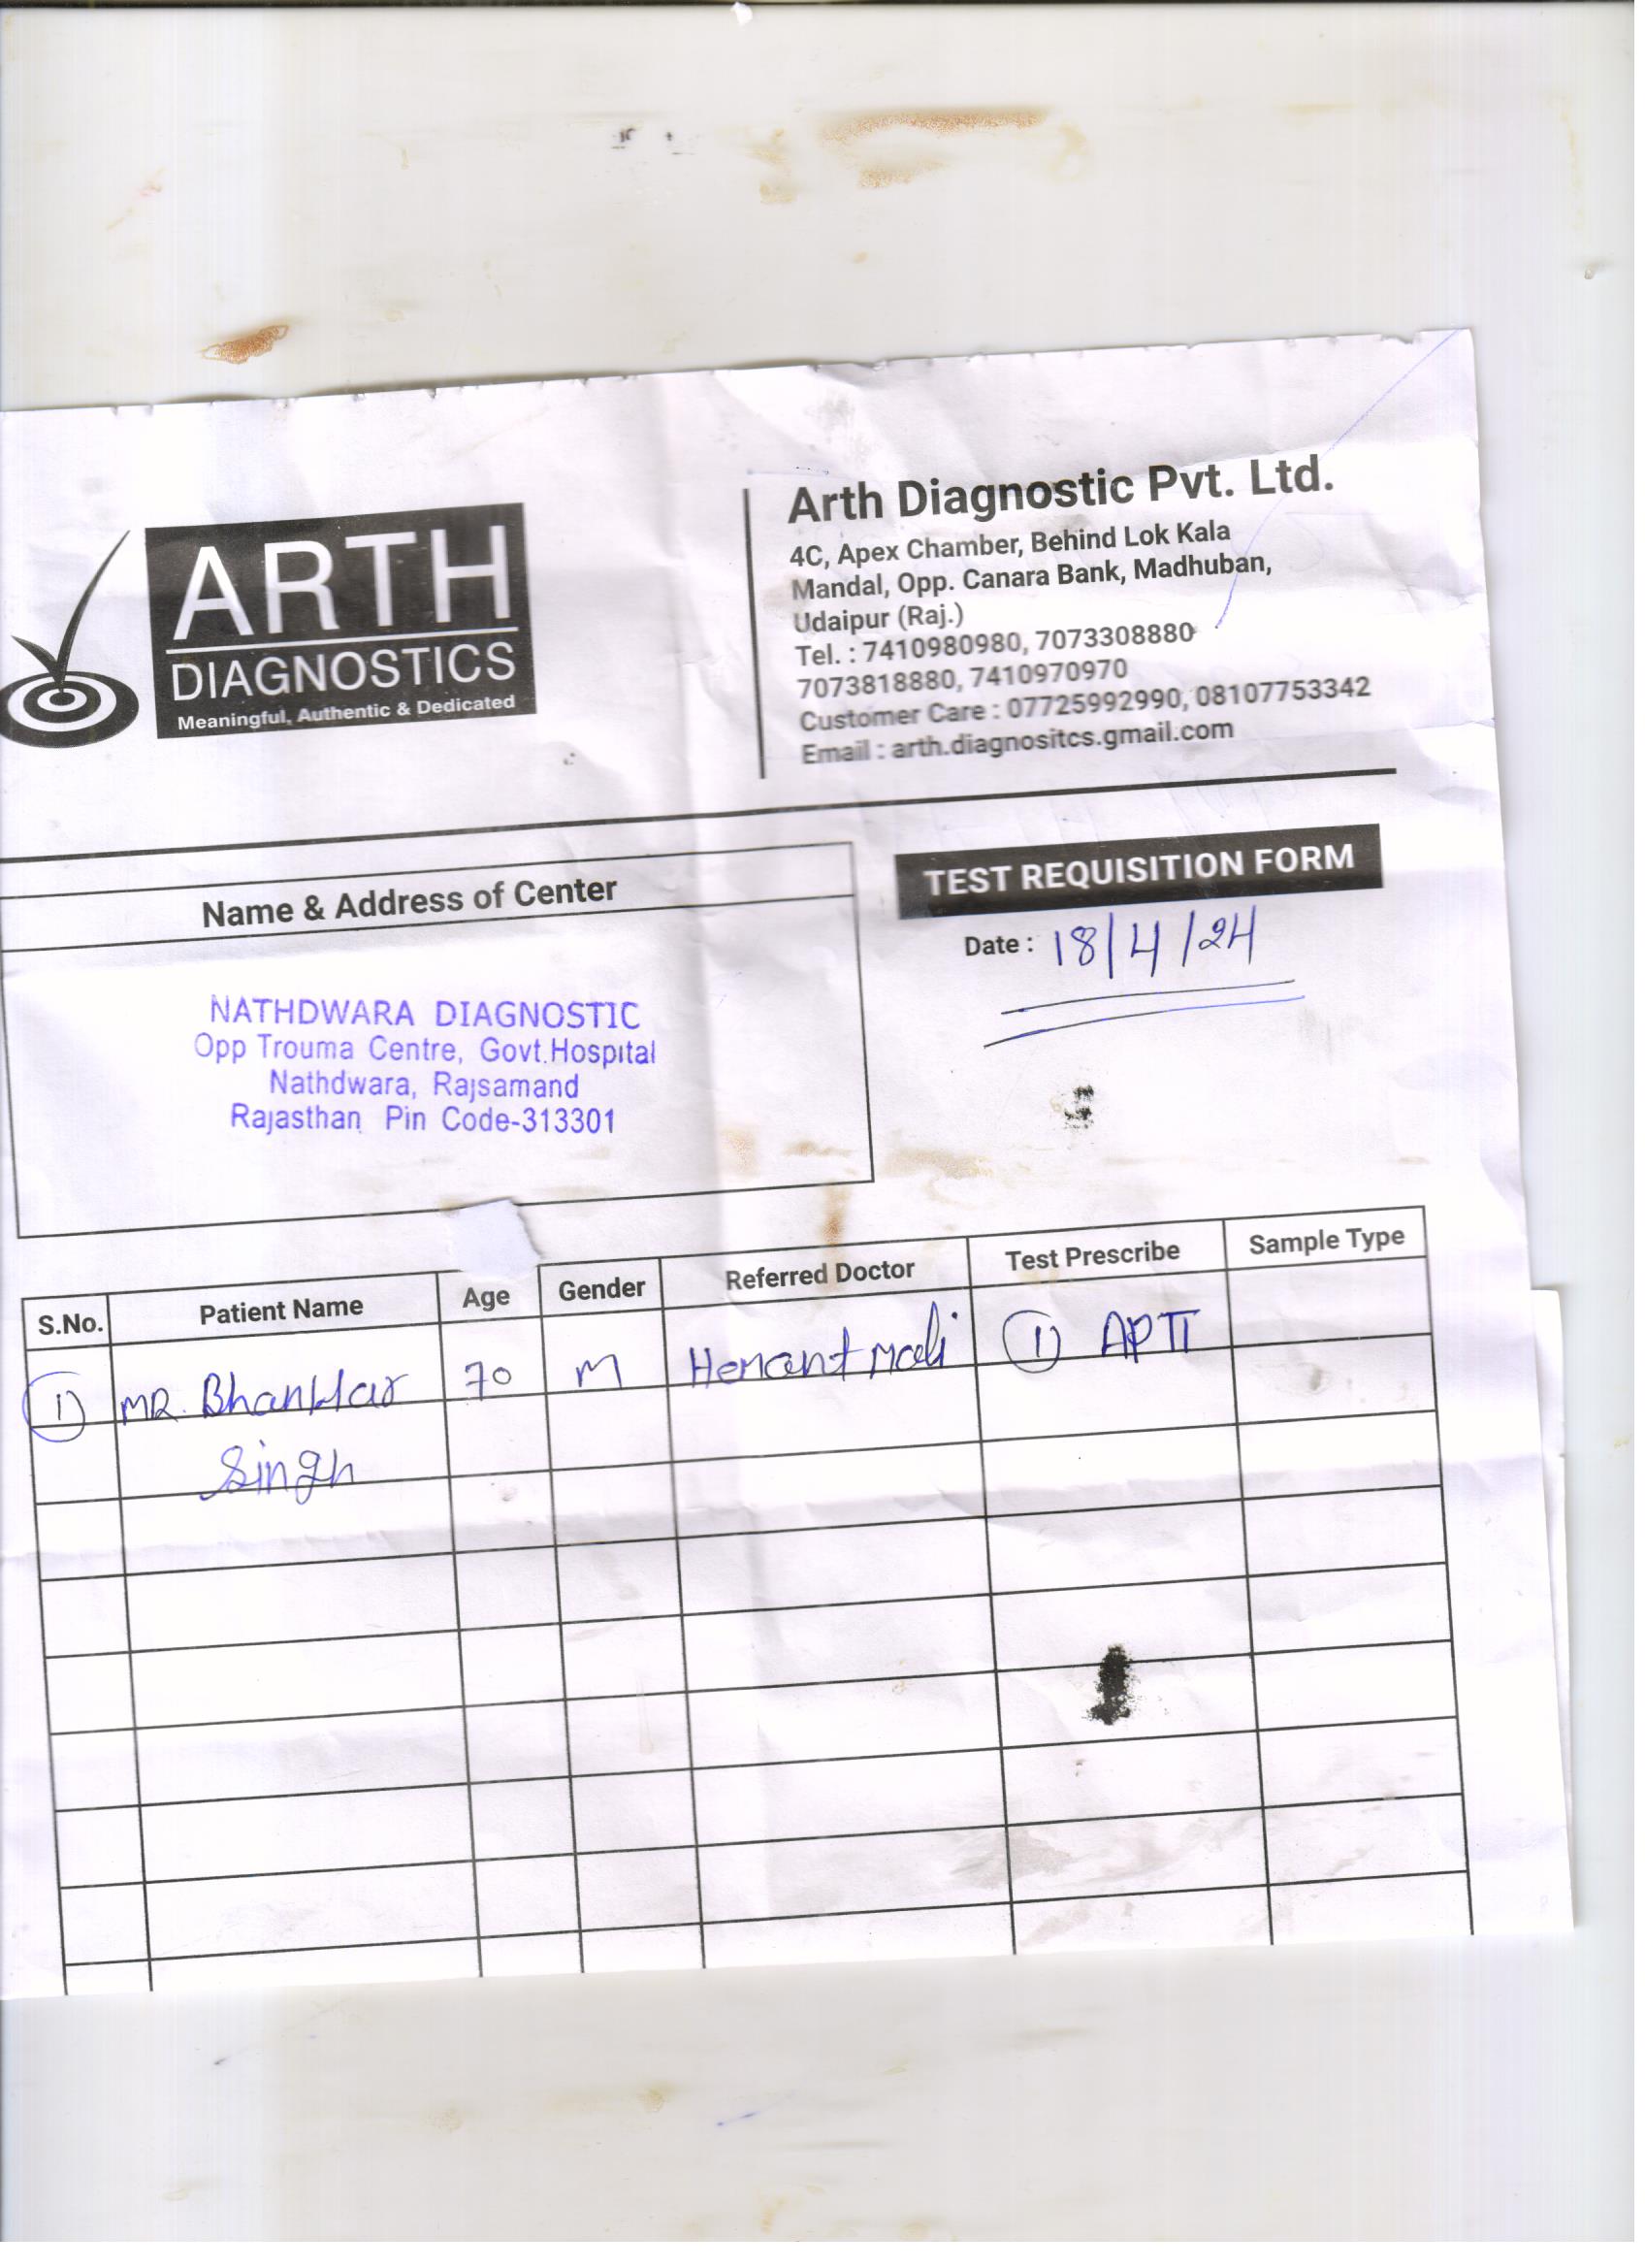 ARTH
DIAGNOSTICS
Meaningful, Authentic & Dedicated
Arth Diagnostic Pvt. Ltd.
4C, Apex Chamber, Behind Lok Kala
Mandal, Opp. Canara Bank, Madhuban,
Udaipur (Raj.)
Tel. : 7410980980, 7073308880
7073818880, 7410970970
Customer Care : 07725992990, 08107753342
Email : arth.diagnositcs.gmail.com
Name & Address of Center
NATHDWARA DIAGNOSTIC
Opp Trouma Centre, Govt.Hospital
Nathdwara, Rajsamand
Rajasthan Pin Code-313301
TEST REQUISITION FORM
Date : 18/4/24
S.No. Patient Name Age Gender Referred Doctor Test Prescribe Sample Type
1) MR. 70 M Hemant mali 1) APTT
Singh